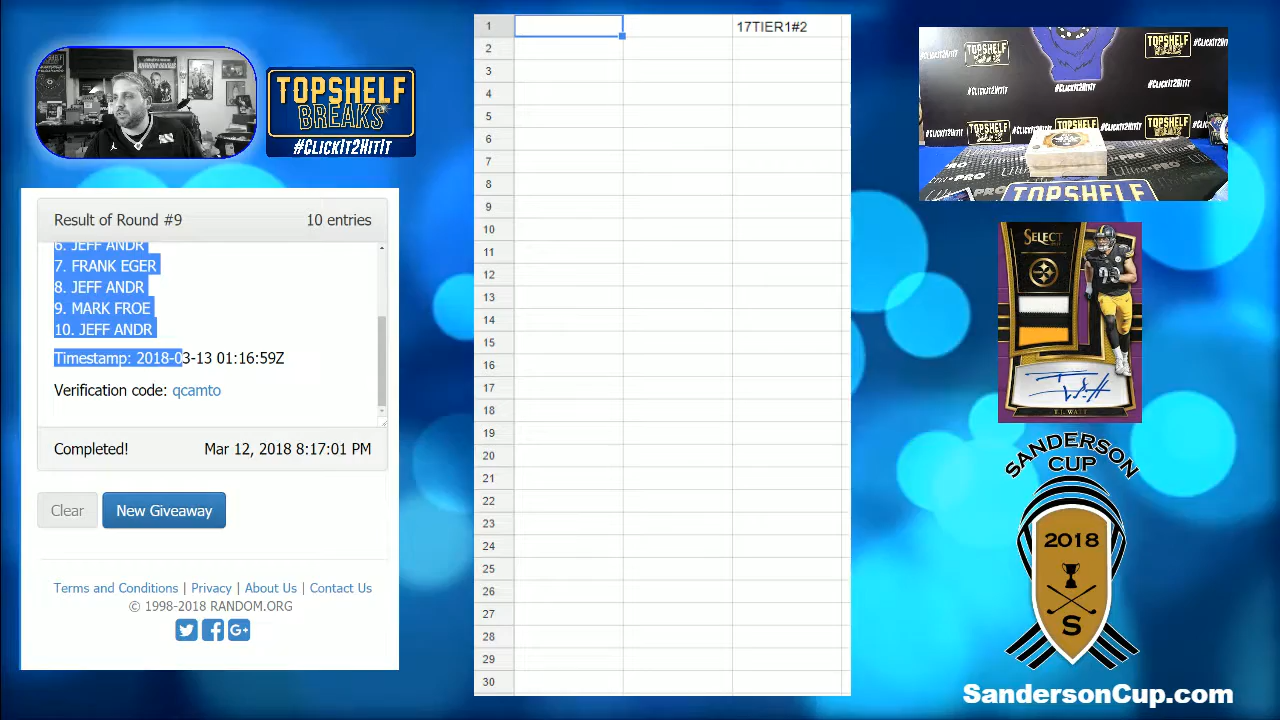 TOPSHELF
BREAKS
#CLICKIT2HITIT
Result of Round #9
10 entries
6. JEFF ANDR
7. FRANK EGER
8. JEFF ANDR
9. MARK FROE
10. JEFF ANDR
Timestamp: 2018-03-13 01:16:59Z
Verification code: qcamto
Completed!
Mar 12, 2018 8:17:01 PM
Clear
New Giveaway
Terms and Conditions | Privacy | About Us | Contact Us
© 1998-2018 RANDOM.ORG
1
17TIER1#2
2
3
4
5
6
7
8
9
10
11
12
13
14
15
16
17
18
19
20
21
22
23
24
25
26
27
28
29
30
#CLICKIT2HITIT
TOPSHELF
SELECT
T.J. WATT
SANDERSON
CUP
2018
S
SandersonCup.com